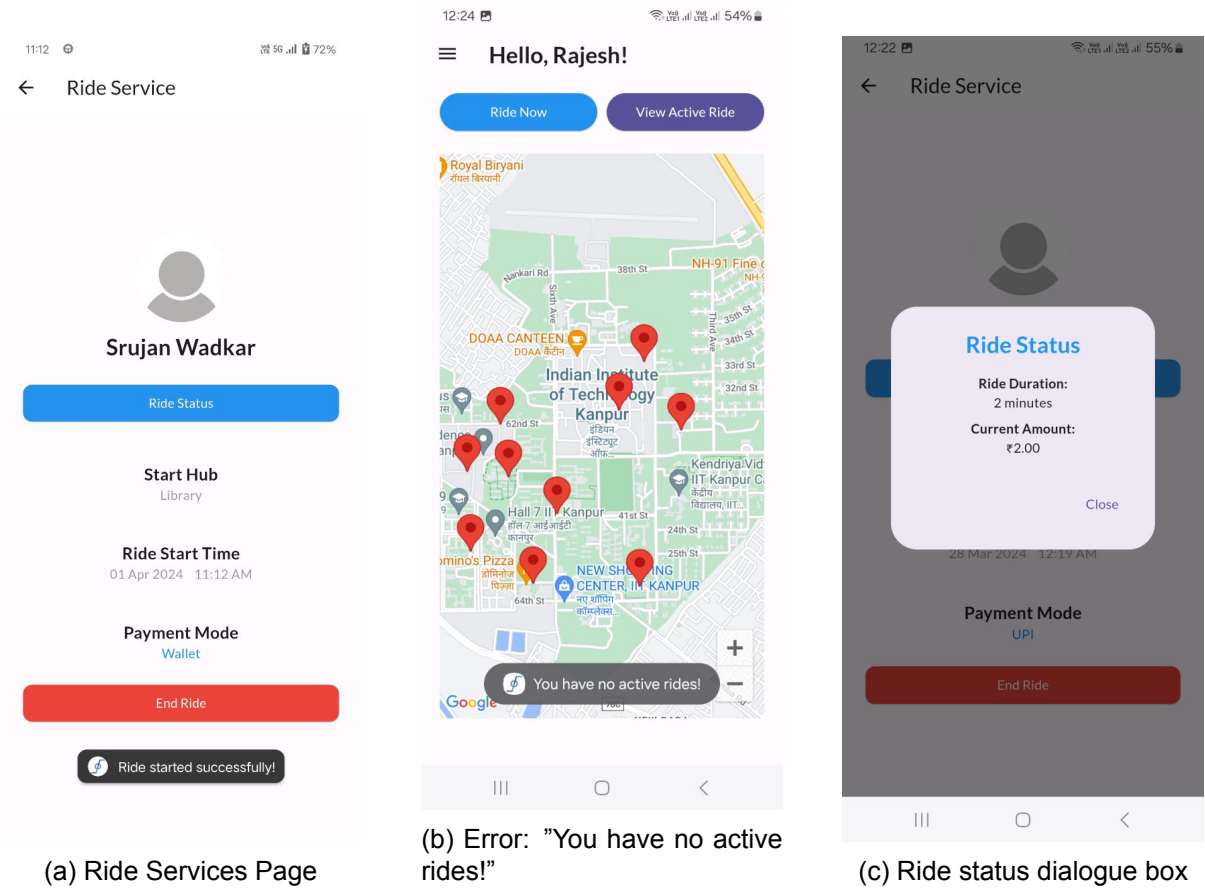 11:12
5G
72%
Ride Service
Srujan Wadkar
Ride Status
Start Hub
Library
Ride Start Time
01 Apr 2024 11:12 AM
Payment Mode
Wallet
End Ride
Ride started successfully!
(a) Ride Services Page
12:24
54%
Hello, Rajesh!
Ride Now
View Active Ride
Royal Biryani
रॉयल बिरयानी
Nankari Rd
38th St
NH-91 Fine
Sixth Ave
Third Ave
35th St
34th St
DOAA CANTEEN
DOAA कैंटीन
33rd St
Indian Institute
of Technology
Kanpur
32nd St
62nd St
इंडियन
इंस्टिट्यूट
ऑफ़...
Kendriya Vid
IIT Kanpur
केंद्रीय
विद्यालय, IIT...
Hall 7 IIT Kanpur
हॉल 7 आईआईटी
कानपुर
41st St
24th St
25th St
omino's Pizza
डोमिनोज़
पिज़्ज़ा
NEW SHOPPING
CENTER, IIT KANPUR
नए शॉपिंग
कॉम्प्लेक्स...
64th St
+
You have no active rides!
−
Google
(b) Error: ”You have no active
rides!”
12:22
55%
Ride Service
Ride Status
Ride Duration:
2 minutes
Current Amount:
₹2.00
Close
28 Mar 2024 12:19 AM
Payment Mode
UPI
End Ride
(c) Ride status dialogue box